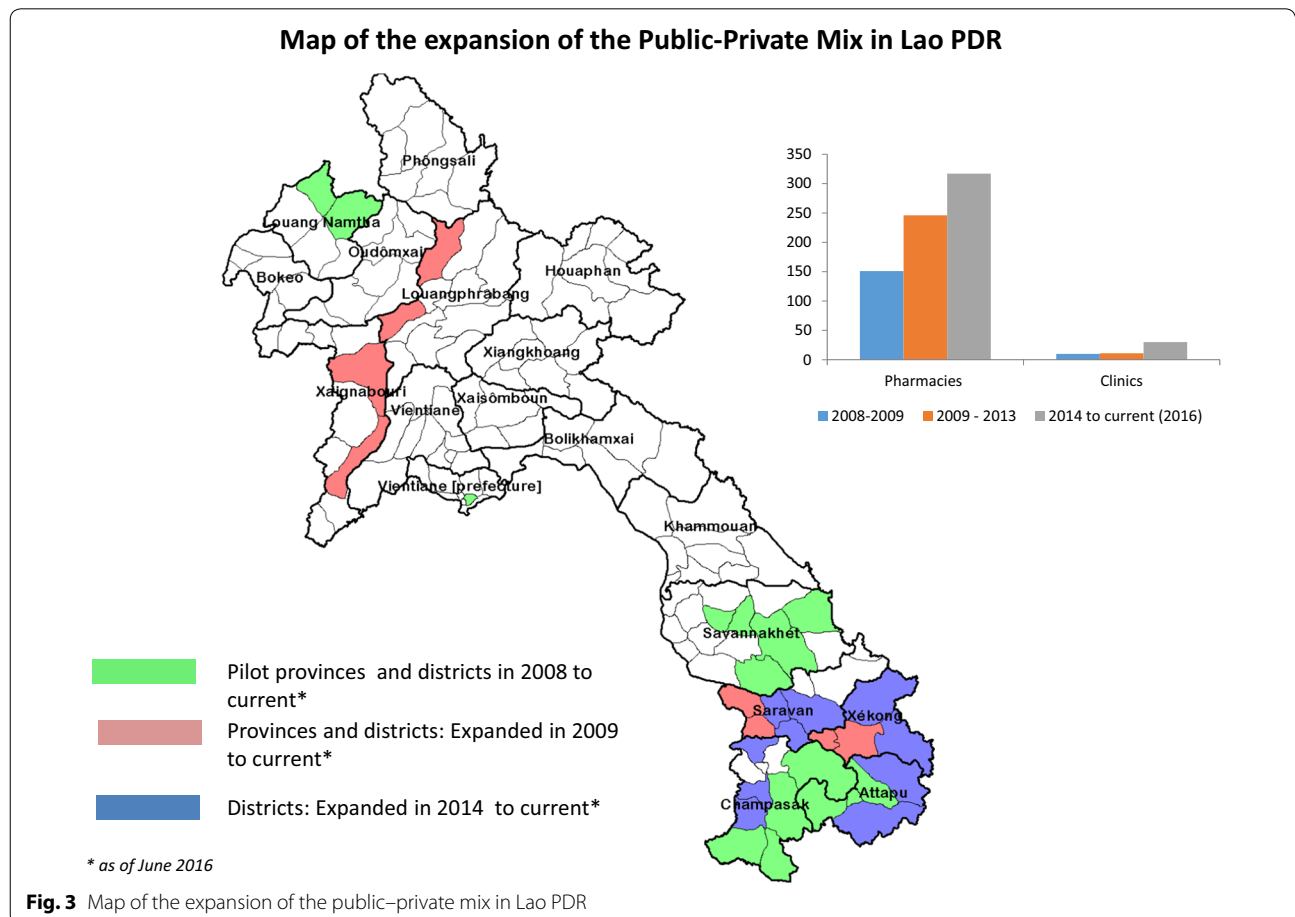 Map of the expansion of the Public-Private Mix in Lao PDR
Phôngsali
Louang Namtha
Oudômxai
Bokeo
Houaphan
Louangphrabang
Xiangkhoang
Xaignabouri
Vientiane
Xaisômboun
Bolikhamxai
Vientiane [prefecture]
Khammouan
Savannakhét
Saravan
Xékong
Champasak
Attapu
350
300
250
200
150
100
50
0
Pharmacies
Clinics
2008-2009
2009 - 2013
2014 to current (2016)
Pilot provinces and districts in 2008 to
current*
Provinces and districts: Expanded in 2009
to current*
Districts: Expanded in 2014 to current*
* as of June 2016
Fig. 3 Map of the expansion of the public–private mix in Lao PDR